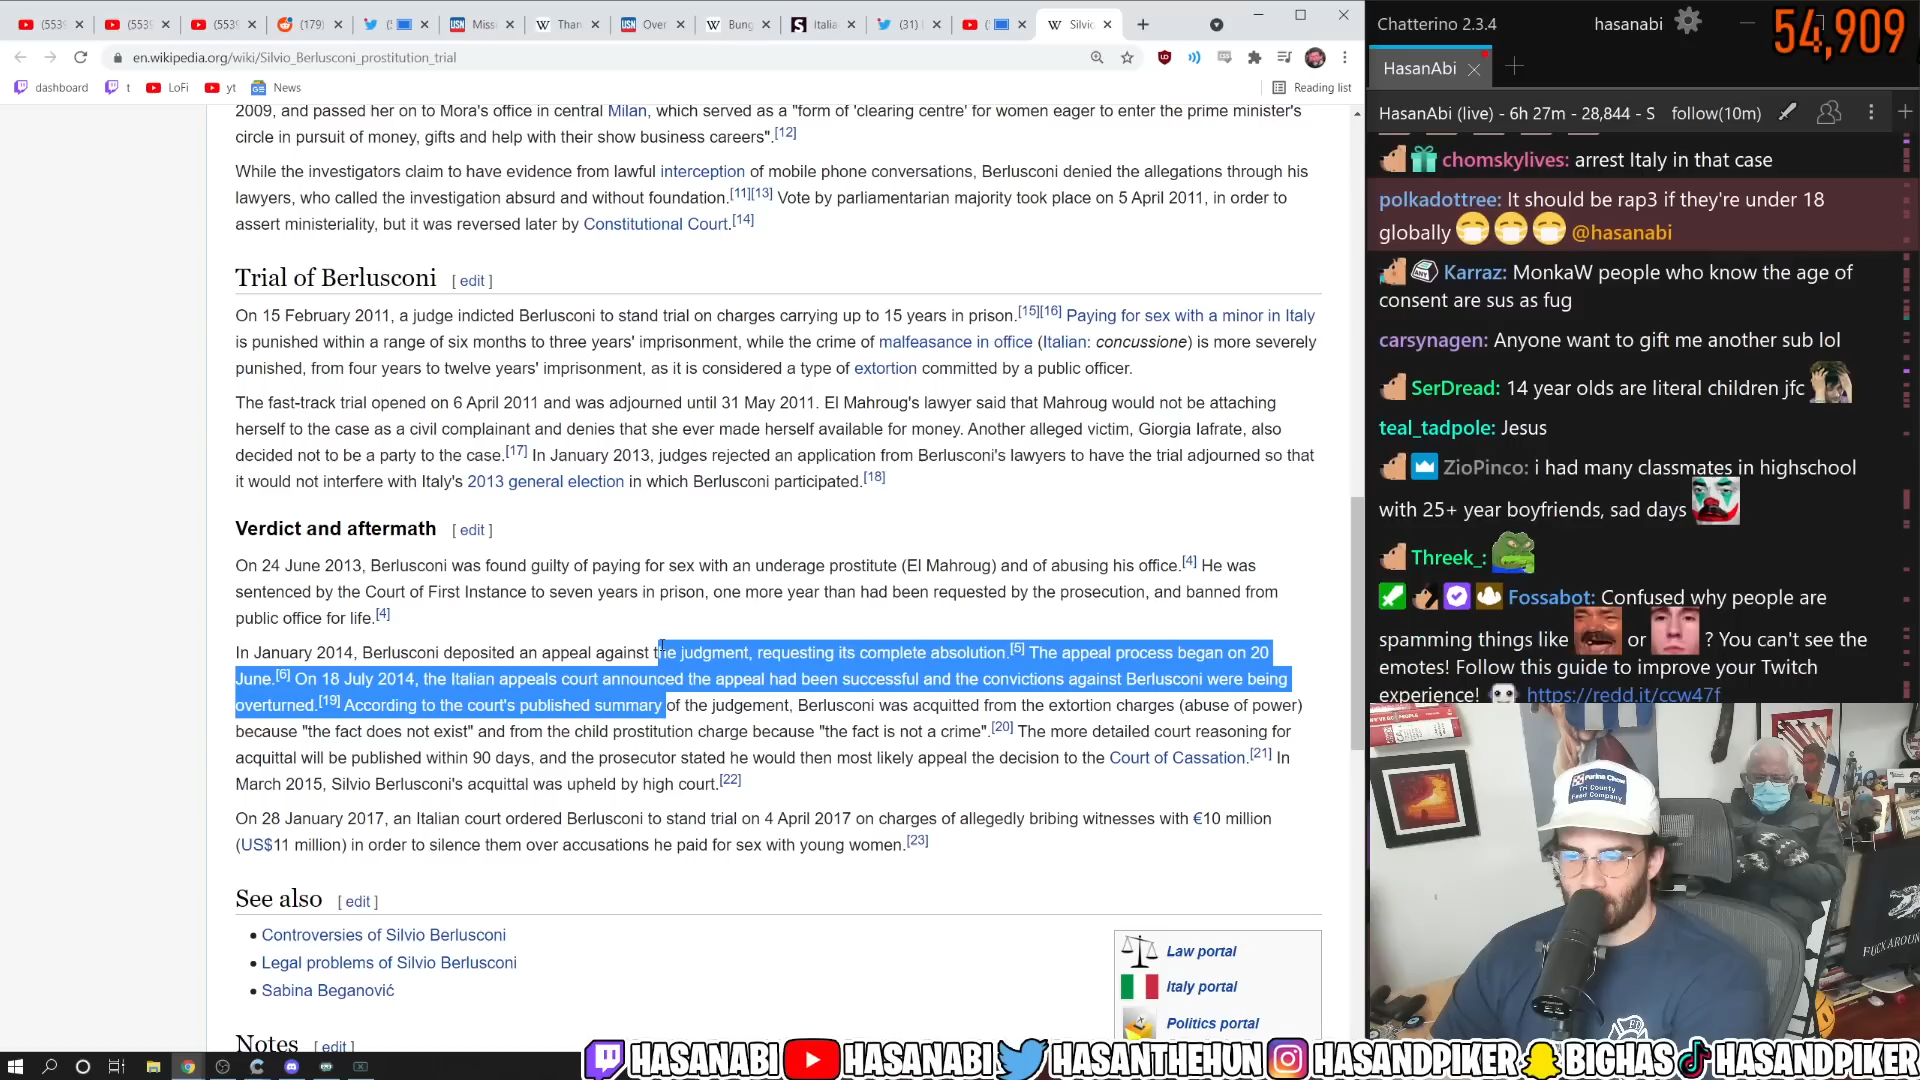 (5539
(5539
(5539
(179)
(
Missi
Than
Over
Bung
Italia
(31) L
(
Silvio
en.wikipedia.org/wiki/Silvio_Berlusconi_prostitution_trial
dashboard
t
LoFi
yt
News
Reading list
2009, and passed her on to Mora's office in central Milan, which served as a "form of 'clearing centre' for women eager to enter the prime minister's
circle in pursuit of money, gifts and help with their show business careers".[12]
While the investigators claim to have evidence from lawful interception of mobile phone conversations, Berlusconi denied the allegations through his
lawyers, who called the investigation absurd and without foundation.[11][13] Vote by parliamentarian majority took place on 5 April 2011, in order to
assert ministeriality, but it was reversed later by Constitutional Court.[14]
Trial of Berlusconi [ edit ]
On 15 February 2011, a judge indicted Berlusconi to stand trial on charges carrying up to 15 years in prison.[15][16] Paying for sex with a minor in Italy
is punished within a range of six months to three years' imprisonment, while the crime of malfeasance in office (Italian: concussione) is more severely
punished, from four years to twelve years' imprisonment, as it is considered a type of extortion committed by a public officer.
The fast-track trial opened on 6 April 2011 and was adjourned until 31 May 2011. El Mahroug's lawyer said that Mahroug would not be attaching
herself to the case as a civil complainant and denies that she ever made herself available for money. Another alleged victim, Giorgia Iafrate, also
decided not to be a party to the case.[17] In January 2013, judges rejected an application from Berlusconi's lawyers to have the trial adjourned so that
it would not interfere with Italy's 2013 general election in which Berlusconi participated.[18]
Verdict and aftermath [ edit ]
On 24 June 2013, Berlusconi was found guilty of paying for sex with an underage prostitute (El Mahroug) and of abusing his office.[4] He was
sentenced by the Court of First Instance to seven years in prison, one more year than had been requested by the prosecution, and banned from
public office for life.[4]
In January 2014, Berlusconi deposited an appeal against the judgment, requesting its complete absolution.[5] The appeal process began on 20
June.[6] On 18 July 2014, the Italian appeals court announced the appeal had been successful and the convictions against Berlusconi were being
overturned.[19] According to the court's published summary of the judgement, Berlusconi was acquitted from the extortion charges (abuse of power)
because "the fact does not exist" and from the child prostitution charge because "the fact is not a crime".[20] The more detailed court reasoning for
acquittal will be published within 90 days, and the prosecutor stated he would then most likely appeal the decision to the Court of Cassation.[21] In
March 2015, Silvio Berlusconi's acquittal was upheld by high court.[22]
On 28 January 2017, an Italian court ordered Berlusconi to stand trial on 4 April 2017 on charges of allegedly bribing witnesses with €10 million
(US$11 million) in order to silence them over accusations he paid for sex with young women.[23]
See also [ edit ]
Controversies of Silvio Berlusconi
Legal problems of Silvio Berlusconi
Sabina Beganović
Law portal
Italy portal
Politics portal
Notes [ edit ]
Chatterino 2.3.4
hasanabi
54,909
HasanAbi
HasanAbi (live) - 6h 27m - 28,844 - S follow(10m)
chomskylives: arrest Italy in that case
polkadottree: It should be rap3 if they're under 18
globally @hasanabi
Karraz: MonkaW people who know the age of
consent are sus as fug
carsynagen: Anyone want to gift me another sub lol
SerDread: 14 year olds are literal children jfc
teal_tadpole: Jesus
ZioPinco: i had many classmates in highschool
with 25+ year boyfriends, sad days
Threek_:
Fossabot: Confused why people are
spamming things like or ? You can't see the
emotes! Follow this guide to improve your Twitch
experience! https://redd.it/ccw47f
Purina Chow
Tri County
Feed Company
FUCK AROUN
HASANABI HASANABI HASANTHEHUN HASANDPIKER BIGHAS HASANDPIKER